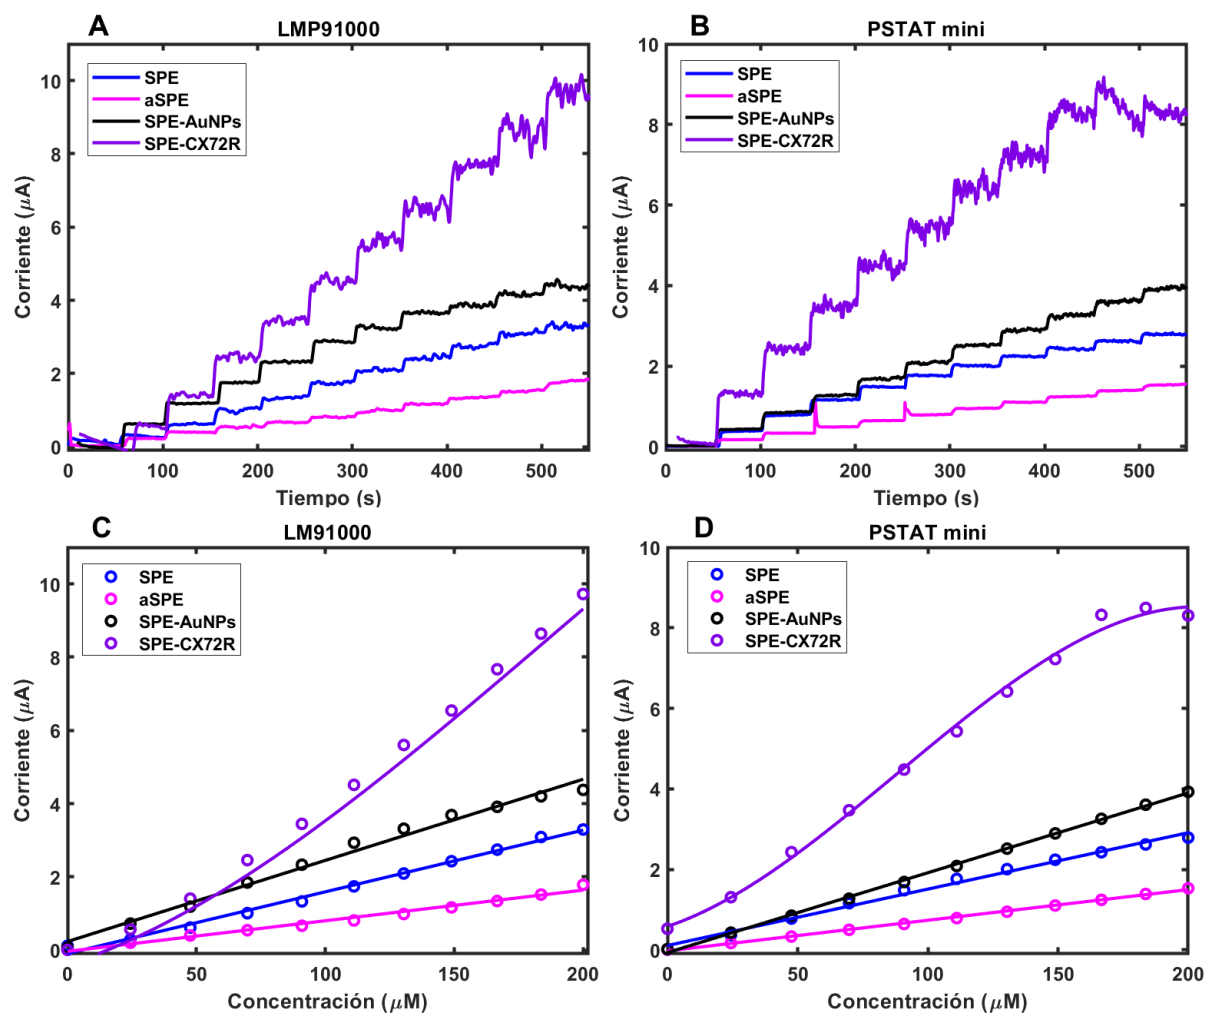 A
LMP91000
SPE
aSPE
SPE-AuNPs
SPE-CX72R
10
8
6
4
2
0
Corriente (μA)
0
100
200
300
400
500
Tiempo (s)
B
PSTAT mini
SPE
aSPE
SPE-AuNPs
SPE-CX72R
10
8
6
4
2
0
Corriente (μA)
0
100
200
300
400
500
Tiempo (s)
C
LM91000
SPE
aSPE
SPE-AuNPs
SPE-CX72R
10
8
6
4
2
0
Corriente (μA)
0
50
100
150
200
Concentración (μM)
D
PSTAT mini
SPE
aSPE
SPE-AuNPs
SPE-CX72R
10
8
6
4
2
0
Corriente (μA)
0
50
100
150
200
Concentración (μM)